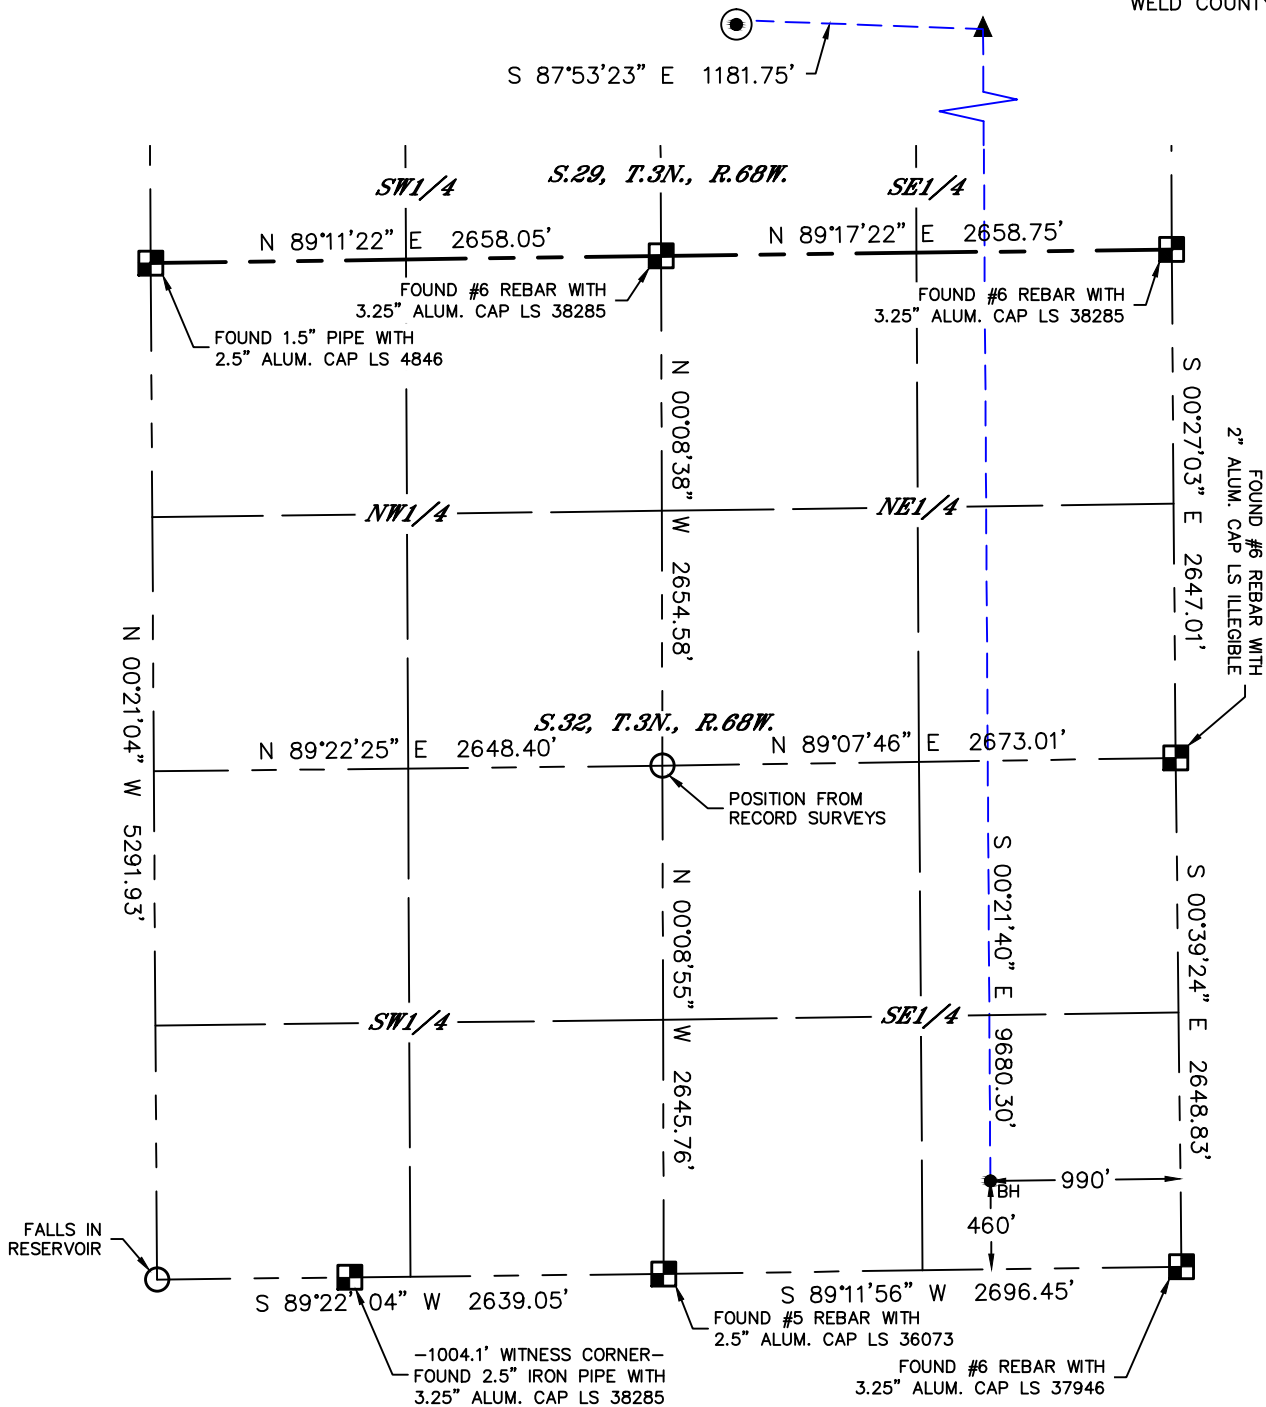 WELD COUNTY
S 87°53'23" E 1181.75'
SW1/4
S.29, T.3N., R.68W.
SE1/4
N 89°11'22" E 2658.05'
N 89°17'22" E 2658.75'
FOUND #6 REBAR WITH
3.25" ALUM. CAP LS 38285
FOUND #6 REBAR WITH
3.25" ALUM. CAP LS 38285
FOUND 1.5" PIPE WITH
2.5" ALUM. CAP LS 4846
N 00°08'38" W 2654.58'
S 00°27'03" E 2647.01'
FOUND #6 REBAR WITH
2" ALUM. CAP LS ILLEGIBLE
NW1/4
NE1/4
N 00°21'04" W 5291.93'
S.32, T.3N., R.68W.
N 89°22'25" E 2648.40'
N 89°07'46" E 2673.01'
POSITION FROM
RECORD SURVEYS
S 00°21'40" E 9680.30'
N 00°08'55" W 2645.76'
S 00°39'24" E 2648.83'
SW1/4
SE1/4
BH
990'
460'
FALLS IN
RESERVOIR
S 89°22'04" W 2639.05'
S 89°11'56" W 2696.45'
FOUND #5 REBAR WITH
2.5" ALUM. CAP LS 36073
-1004.1' WITNESS CORNER-
FOUND 2.5" IRON PIPE WITH
3.25" ALUM. CAP LS 38285
FOUND #6 REBAR WITH
3.25" ALUM. CAP LS 37946